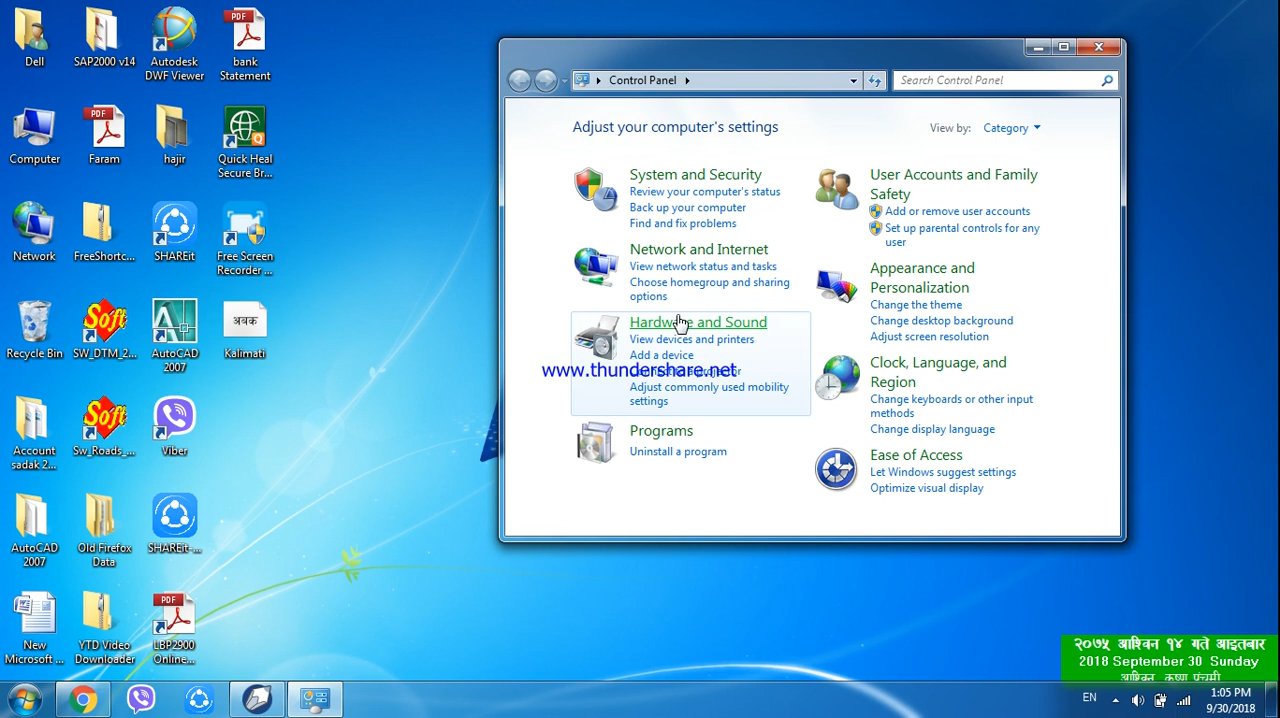 Dell
SAP2000 v14
Autodesk
DWF Viewer
bank
Statement
Computer
Faram
hajir
Quick Heal
Secure Br...
Network
FreeShortc...
SHAREit
Free Screen
Recorder ...
Recycle Bin
SW_DTM_2...
AutoCAD
2007
अबक
Kalimati
Account
sadak 2...
Sw_Roads_...
Viber
AutoCAD
2007
Old Firefox
Data
SHAREit-...
New
Microsoft ...
YTD Video
Downloader
LBP2900
Online...
PDF
PDF
PDF
Soft
Soft
Control Panel
Search Control Panel
Adjust your computer's settings
View by: Category
System and Security
Review your computer's status
Back up your computer
Find and fix problems
Network and Internet
View network status and tasks
Choose homegroup and sharing
options
Hardware and Sound
View devices and printers
Add a device
www.thundershare.net
Adjust commonly used mobility
settings
Programs
Uninstall a program
User Accounts and Family
Safety
Add or remove user accounts
Set up parental controls for any
user
Appearance and
Personalization
Change the theme
Change desktop background
Adjust screen resolution
Clock, Language, and
Region
Change keyboards or other input
methods
Change display language
Ease of Access
Let Windows suggest settings
Optimize visual display
२०७५ आश्विन १४ गते आइतबार
2018 September 30 Sunday
आश्विन, कृष्ण पंचमी
EN
1:05 PM
9/30/2018